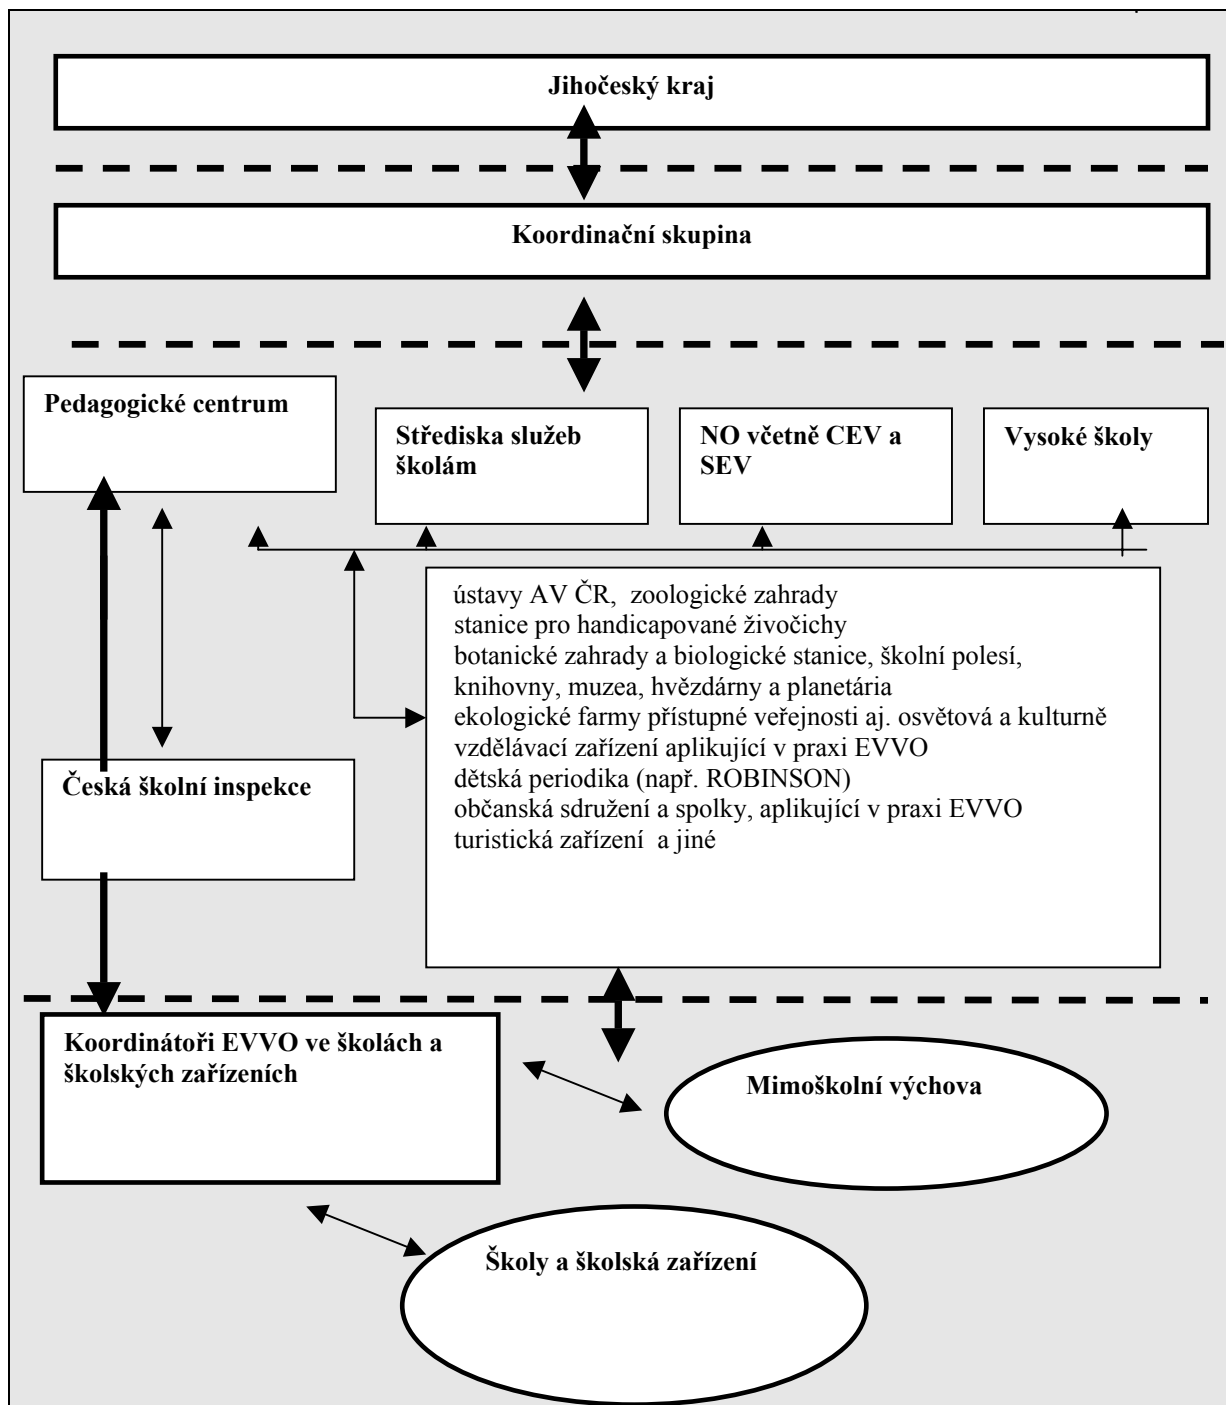 Jihočeský kraj
Koordinační skupina
Pedagogické centrum
Střediska služeb
školám
NO včetně CEV a
SEV
Vysoké školy
ústavy AV ČR,  zoologické zahrady
stanice pro handicapované živočichy
botanické zahrady a biologické stanice, školní polesí,
knihovny, muzea, hvězdárny a planetária
ekologické farmy přístupné veřejnosti aj. osvětová a kulturně
vzdělávací zařízení aplikující v praxi EVVO
dětská periodika (např. ROBINSON)
občanská sdružení a spolky, aplikující v praxi EVVO
turistická zařízení  a jiné
Česká školní inspekce
Koordinátoři EVVO ve školách a
školských zařízeních
Mimoškolní výchova
Školy a školská zařízení